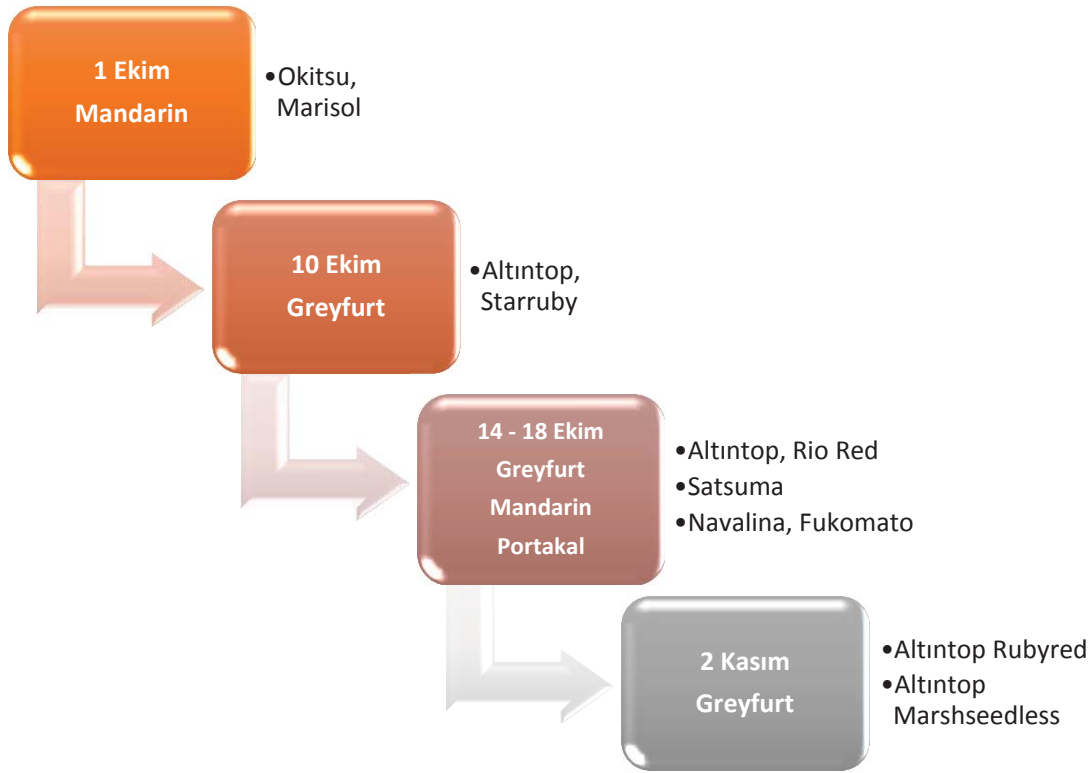 1 Ekim
Mandarin
•Okitsu,
Marisol
10 Ekim
Greyfurt
•Altıntop,
Starruby
14 - 18 Ekim
Greyfurt
Mandarin
Portakal
•Altıntop, Rio Red
•Satsuma
•Navalina, Fukomato
2 Kasım
Greyfurt
•Altıntop Rubyred
•Altıntop
Marshseedless